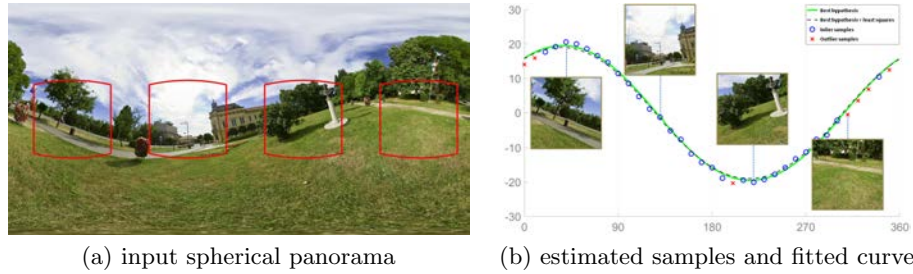 30
20
10
0
-10
-20
-30
0
90
180
270
360
Best hypothesis
Best hypothesis + least squares
Inlier samples
Outlier samples
(a) input spherical panorama
(b) estimated samples and fitted curve